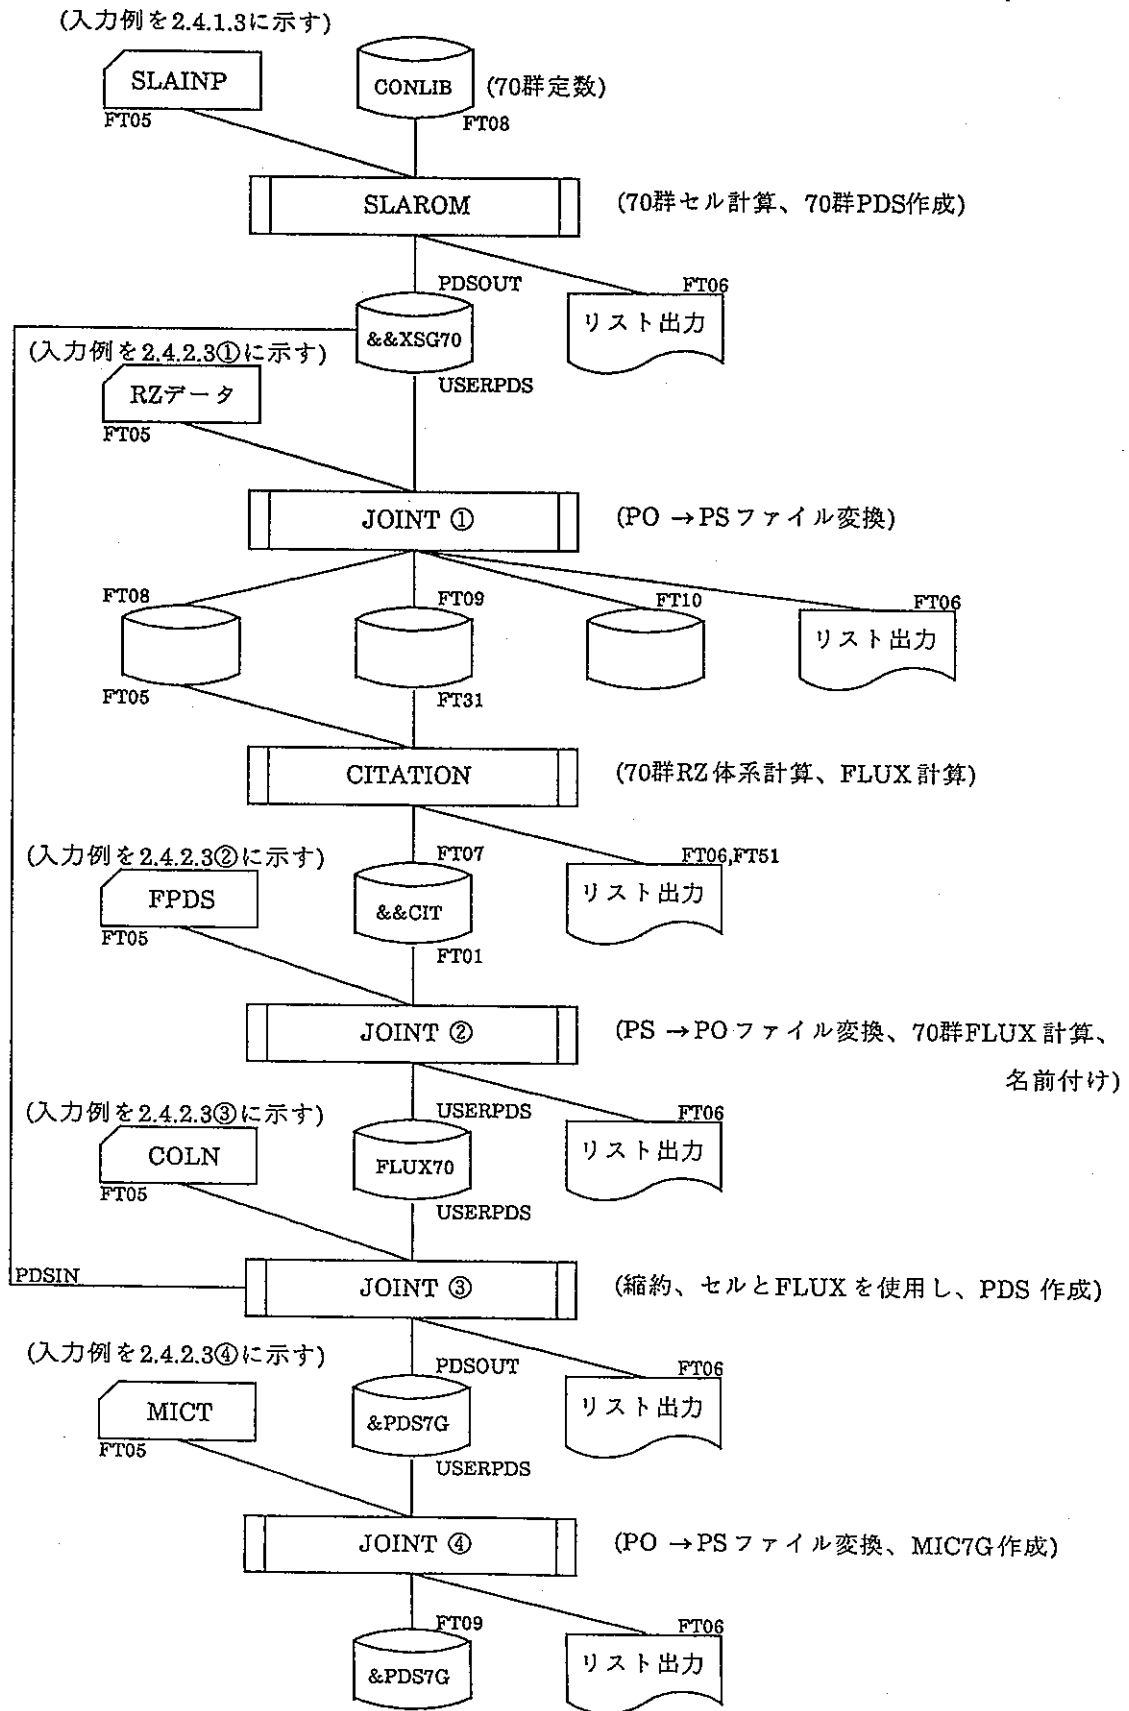 (入力例を2.4.1.3に示す)
SLAINP
CONLIB
(70群定数)
FT05
FT08
SLAROM
(70群セル計算、70群PDS作成)
PDSOUT
FT06
&&XSG70
リスト出力
(入力例を2.4.2.3①に示す)
USERPDS
RZデータ
FT05
JOINT ①
(PO →PSファイル変換)
FT08
FT09
FT10
FT06
リスト出力
FT05
FT31
CITATION
(70群RZ体系計算、FLUX計算)
(入力例を2.4.2.3②に示す)
FT07
FT06,FT51
FPDS
&&CIT
リスト出力
FT05
FT01
JOINT ②
(PS →POファイル変換、70群FLUX計算、
名前付け)
(入力例を2.4.2.3③に示す)
USERPDS
FT06
COLN
FLUX70
リスト出力
FT05
USERPDS
PDSIN
JOINT ③
(縮約、セルとFLUXを使用し、PDS 作成)
(入力例を2.4.2.3④に示す)
PDSOUT
FT06
MICT
&PDS7G
リスト出力
FT05
USERPDS
JOINT ④
(PO →PSファイル変換、MIC7G作成)
FT09
FT06
&PDS7G
リスト出力